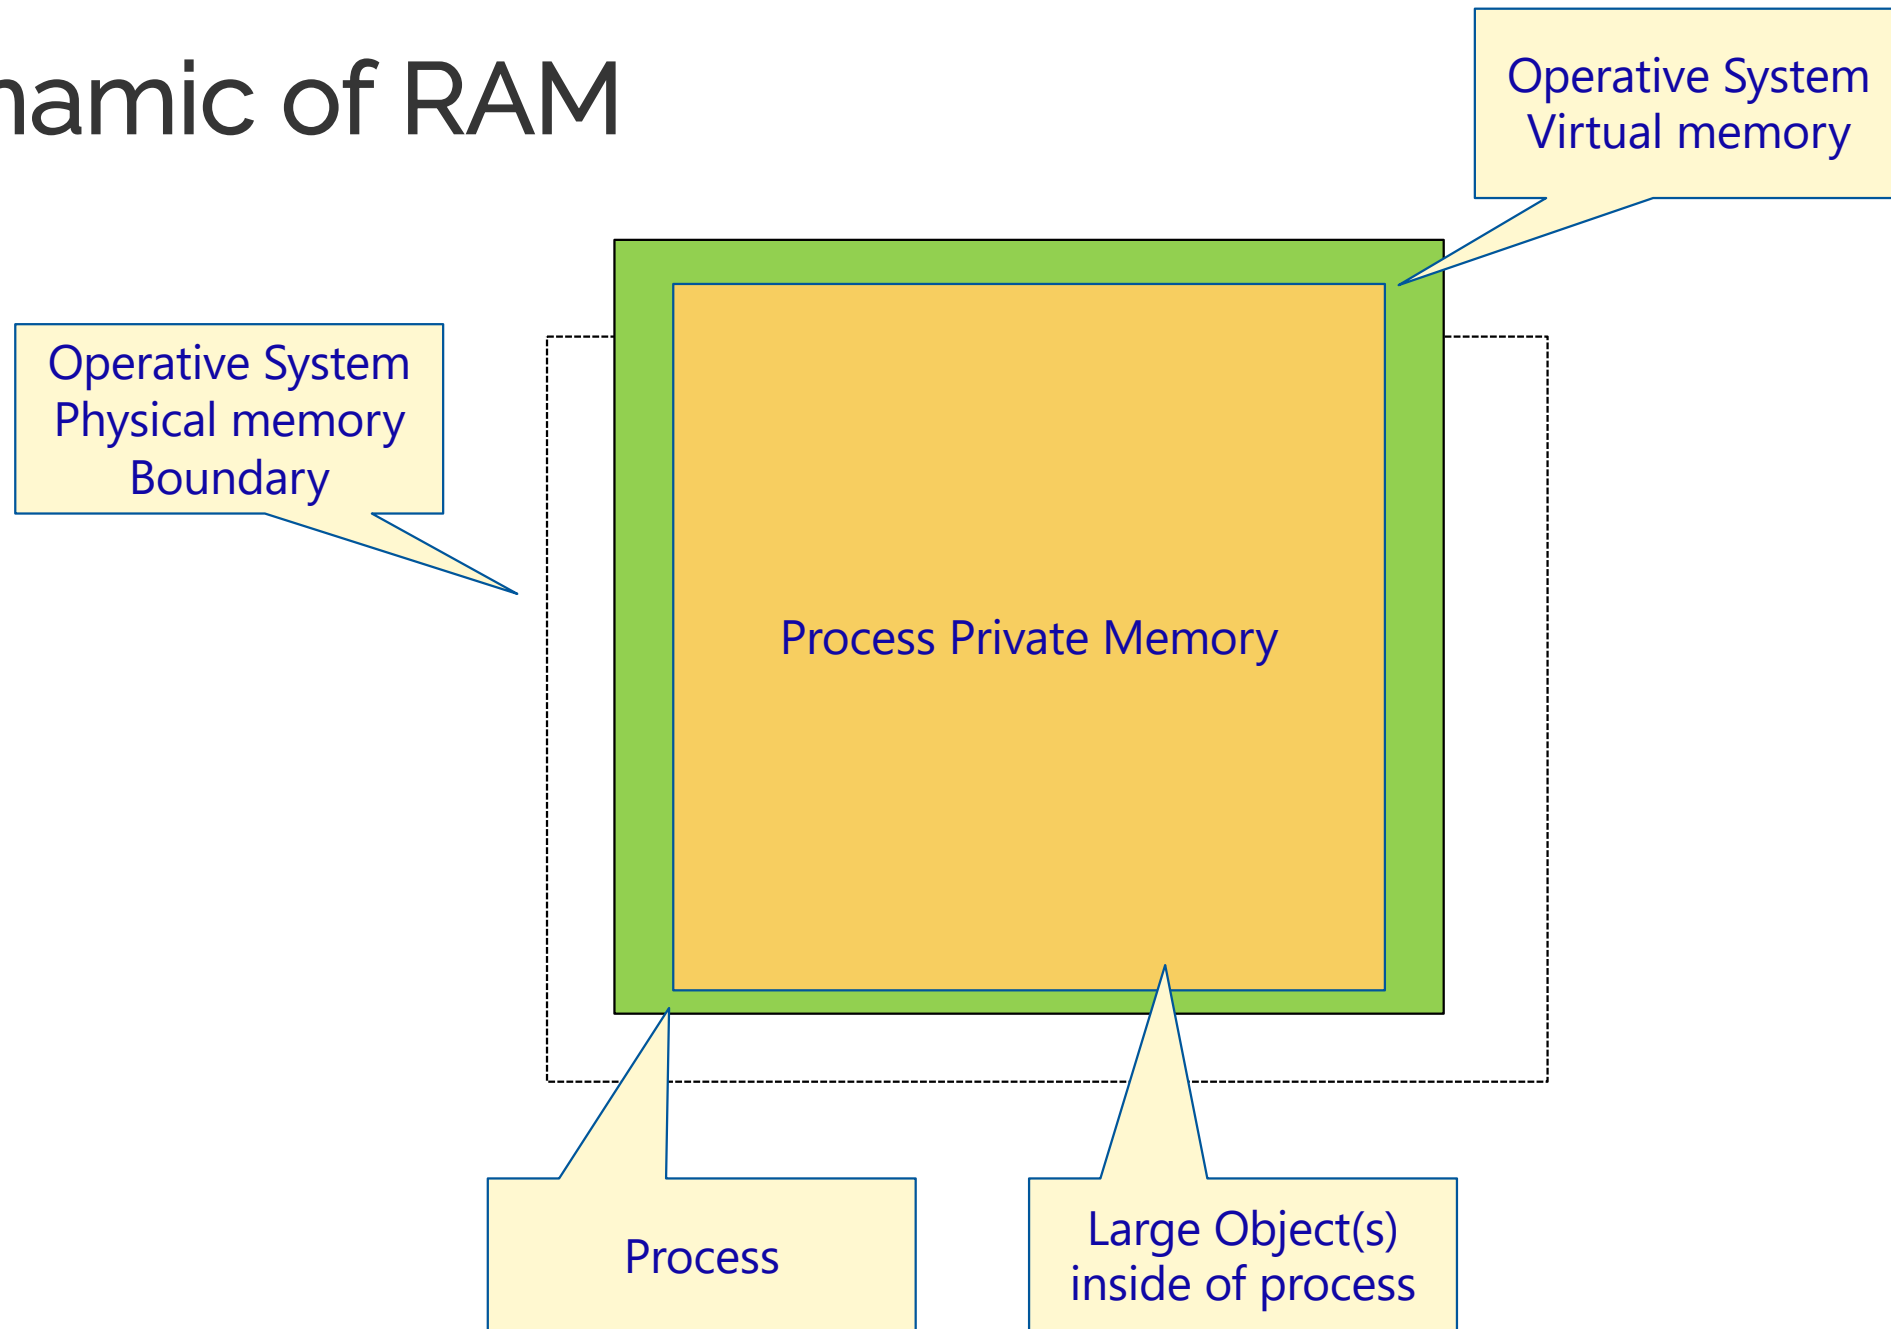 namic of RAM
Operative System
Virtual memory
Operative System
Physical memory
Boundary
Process Private Memory
Process
Large Object(s)
inside of process